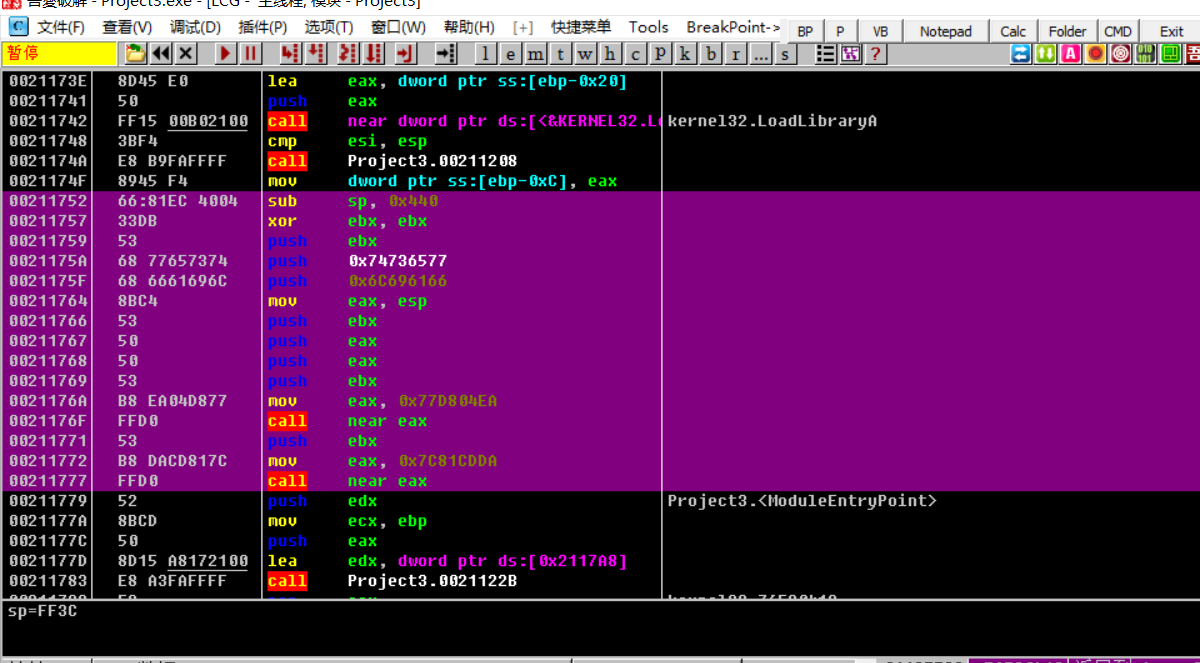 吾爱破解 - Project3.exe - [LCG - 主线程, 模块 - Project3]
文件(F) 查看(V) 调试(D) 插件(P) 选项(T) 窗口(W) 帮助(H) [+] 快捷菜单 Tools BreakPoint-> BP P VB Notepad Calc Folder CMD Exit
暂停 l e m t w h c p k b r ... s ?
0021173E 8D45 E0 lea eax, dword ptr ss:[ebp-0x20]
00211741 50 push eax
00211742 FF15 00B02100 call near dword ptr ds:[<&KERNEL32.Lo kernel32.LoadLibraryA
00211748 3BF4 cmp esi, esp
0021174A E8 B9FAFFFF call Project3.00211208
0021174F 8945 F4 mov dword ptr ss:[ebp-0xC], eax
00211752 66:81EC 4004 sub sp, 0x440
00211757 33DB xor ebx, ebx
00211759 53 push ebx
0021175A 68 77657374 push 0x74736577
0021175F 68 6661696C push 0x6C696166
00211764 8BC4 mov eax, esp
00211766 53 push ebx
00211767 50 push eax
00211768 50 push eax
00211769 53 push ebx
0021176A B8 EA04D877 mov eax, 0x77D804EA
0021176F FFD0 call near eax
00211771 53 push ebx
00211772 B8 DACD817C mov eax, 0x7C81CDDA
00211777 FFD0 call near eax
00211779 52 push edx Project3.<ModuleEntryPoint>
0021177A 8BCD mov ecx, ebp
0021177C 50 push eax
0021177D 8D15 A8172100 lea edx, dword ptr ds:[0x2117A8]
00211783 E8 A3FAFFFF call Project3.0021122B
sp=FF3C